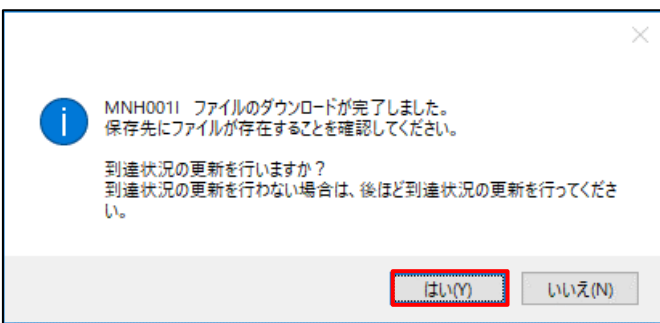 MNH001I ファイルのダウンロードが完了しました。
保存先にファイルが存在することを確認してください。
到達状況の更新を行いますか？
到達状況の更新を行わない場合は、後ほど到達状況の更新を行ってくださ
い。
はい(Y) いいえ(N)